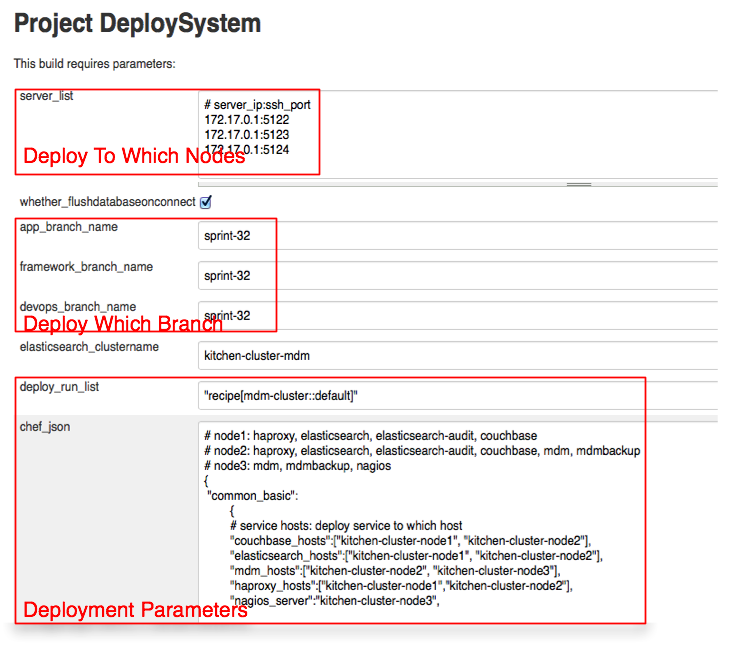 Project DeploySystem
This build requires parameters:
server_list
# server_ip:ssh_port
172.17.0.1:5122
172.17.0.1:5123
172.17.0.1:5124
Deploy To Which Nodes
whether_flushdatabaseonconnect
app_branch_name
sprint-32
framework_branch_name
sprint-32
devops_branch_name
sprint-32
Deploy Which Branch
elasticsearch_clustername
kitchen-cluster-mdm
deploy_run_list
"recipe[mdm-cluster::default]"
chef_json
# node1: haproxy, elasticsearch, elasticsearch-audit, couchbase
# node2: haproxy, elasticsearch, elasticsearch-audit, couchbase, mdm, mdmbackup
# node3: mdm, mdmbackup, nagios
{
"common_basic":
{
# service hosts: deploy service to which host
"couchbase_hosts":["kitchen-cluster-node1", "kitchen-cluster-node2"],
"elasticsearch_hosts":["kitchen-cluster-node1", "kitchen-cluster-node2"],
"mdm_hosts":["kitchen-cluster-node2", "kitchen-cluster-node3"],
"haproxy_hosts":["kitchen-cluster-node1","kitchen-cluster-node2"],
"nagios_server":"kitchen-cluster-node3",
Deployment Parameters